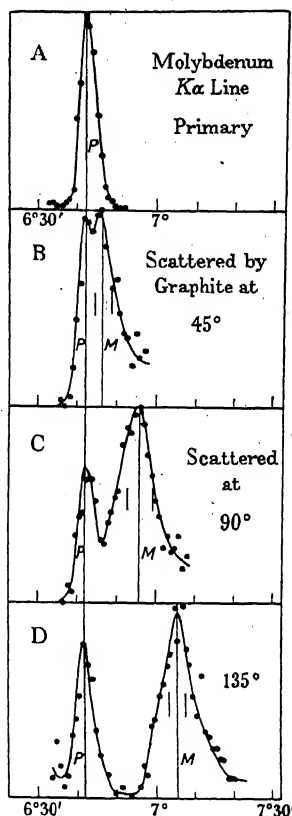 A
Molybdenum
Kα Line
Primary
P
6°30'
7°
B
Scattered by
Graphite at
45°
P
M
C
Scattered
at
90°
P
M
D
135°
P
M
6°30'
7°
7°30'